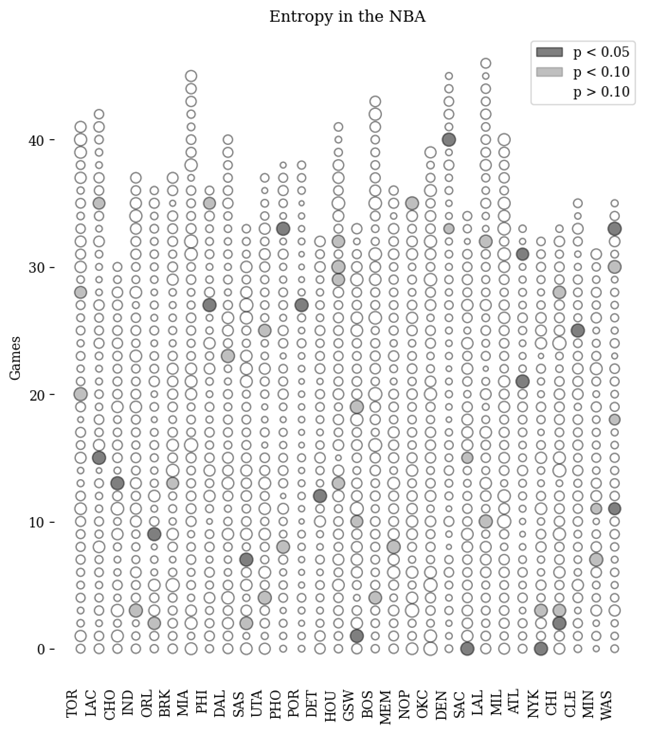 Entropy in the NBA
p < 0.05
p < 0.10
p > 0.10
Games
40
30
20
10
0
TOR
LAC
CHO
IND
ORL
BRK
MIA
PHI
DAL
SAS
UTA
PHO
POR
DET
HOU
GSW
BOS
MEM
NOP
OKC
DEN
SAC
LAL
MIL
ATL
NYK
CHI
CLE
MIN
WAS